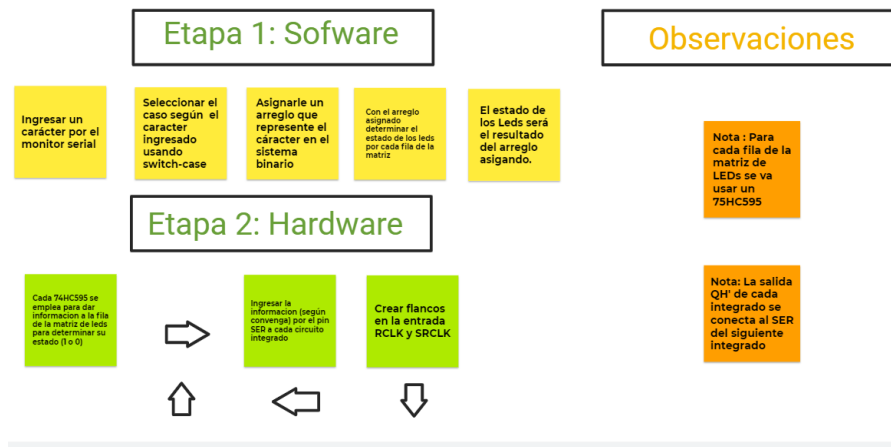 Etapa 1: Sofware
Observaciones
Ingresar un
carácter por el
monitor serial
Seleccionar el
caso según el
caracter
ingresado
usando
switch-case
Asignarle un
arreglo que
represente el
cáracter en el
sistema
binario
Con el arreglo
asignado
determinar el
estado de los leds
por cada fila de la
matriz
El estado de
los Leds será
el resultado
del arreglo
asigando.
Nota : Para
cada fila de la
matriz de
LEDs se va
usar un
75HC595
Etapa 2: Hardware
Cada 74HC595 se
emplea para dar
informacion a la fila
de la matriz de leds
para determinar su
estado (1 o 0)
Ingresar la
informacion (según
convenga) por el pin
SER a cada circuito
integrado
Crear flancos
en la entrada
RCLK y SRCLK
Nota: La salida
QH' de cada
integrado se
conecta al SER
del siguiente
integrado